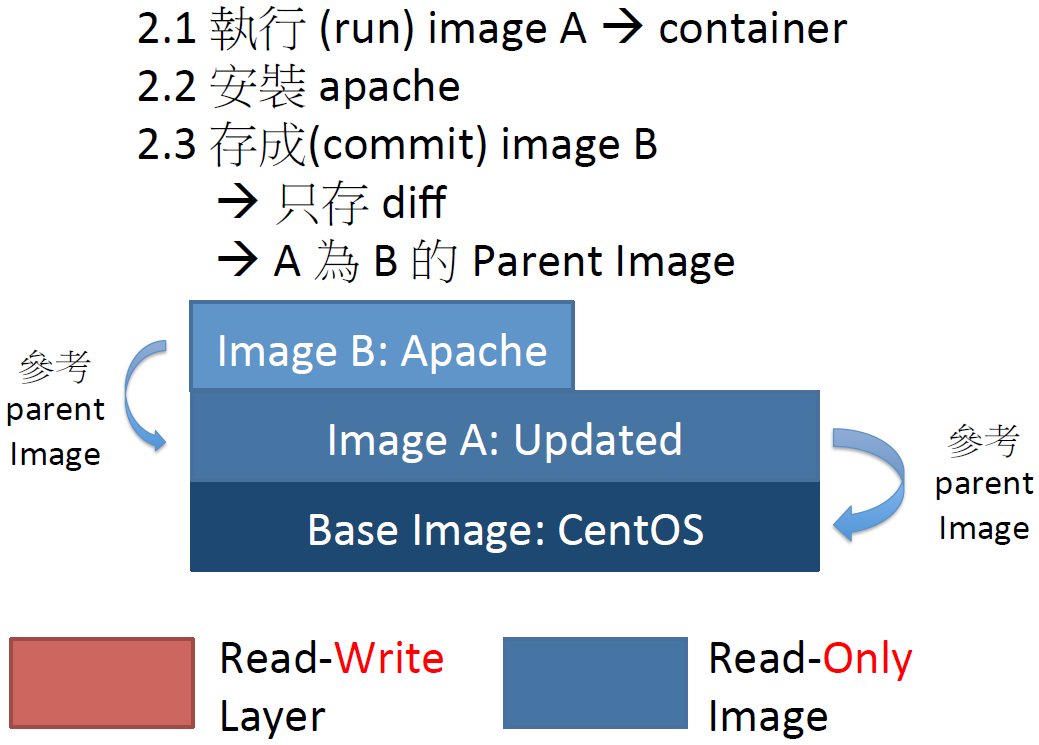 2.1 執行 (run) image A → container
2.2 安裝 apache
2.3 存成(commit) image B
→ 只存 diff
→ A 為 B 的 Parent Image
Image B: Apache
參考
parent
Image
Image A: Updated
參考
parent
Image
Base Image: CentOS
Read-Write
Layer
Read-Only
Image